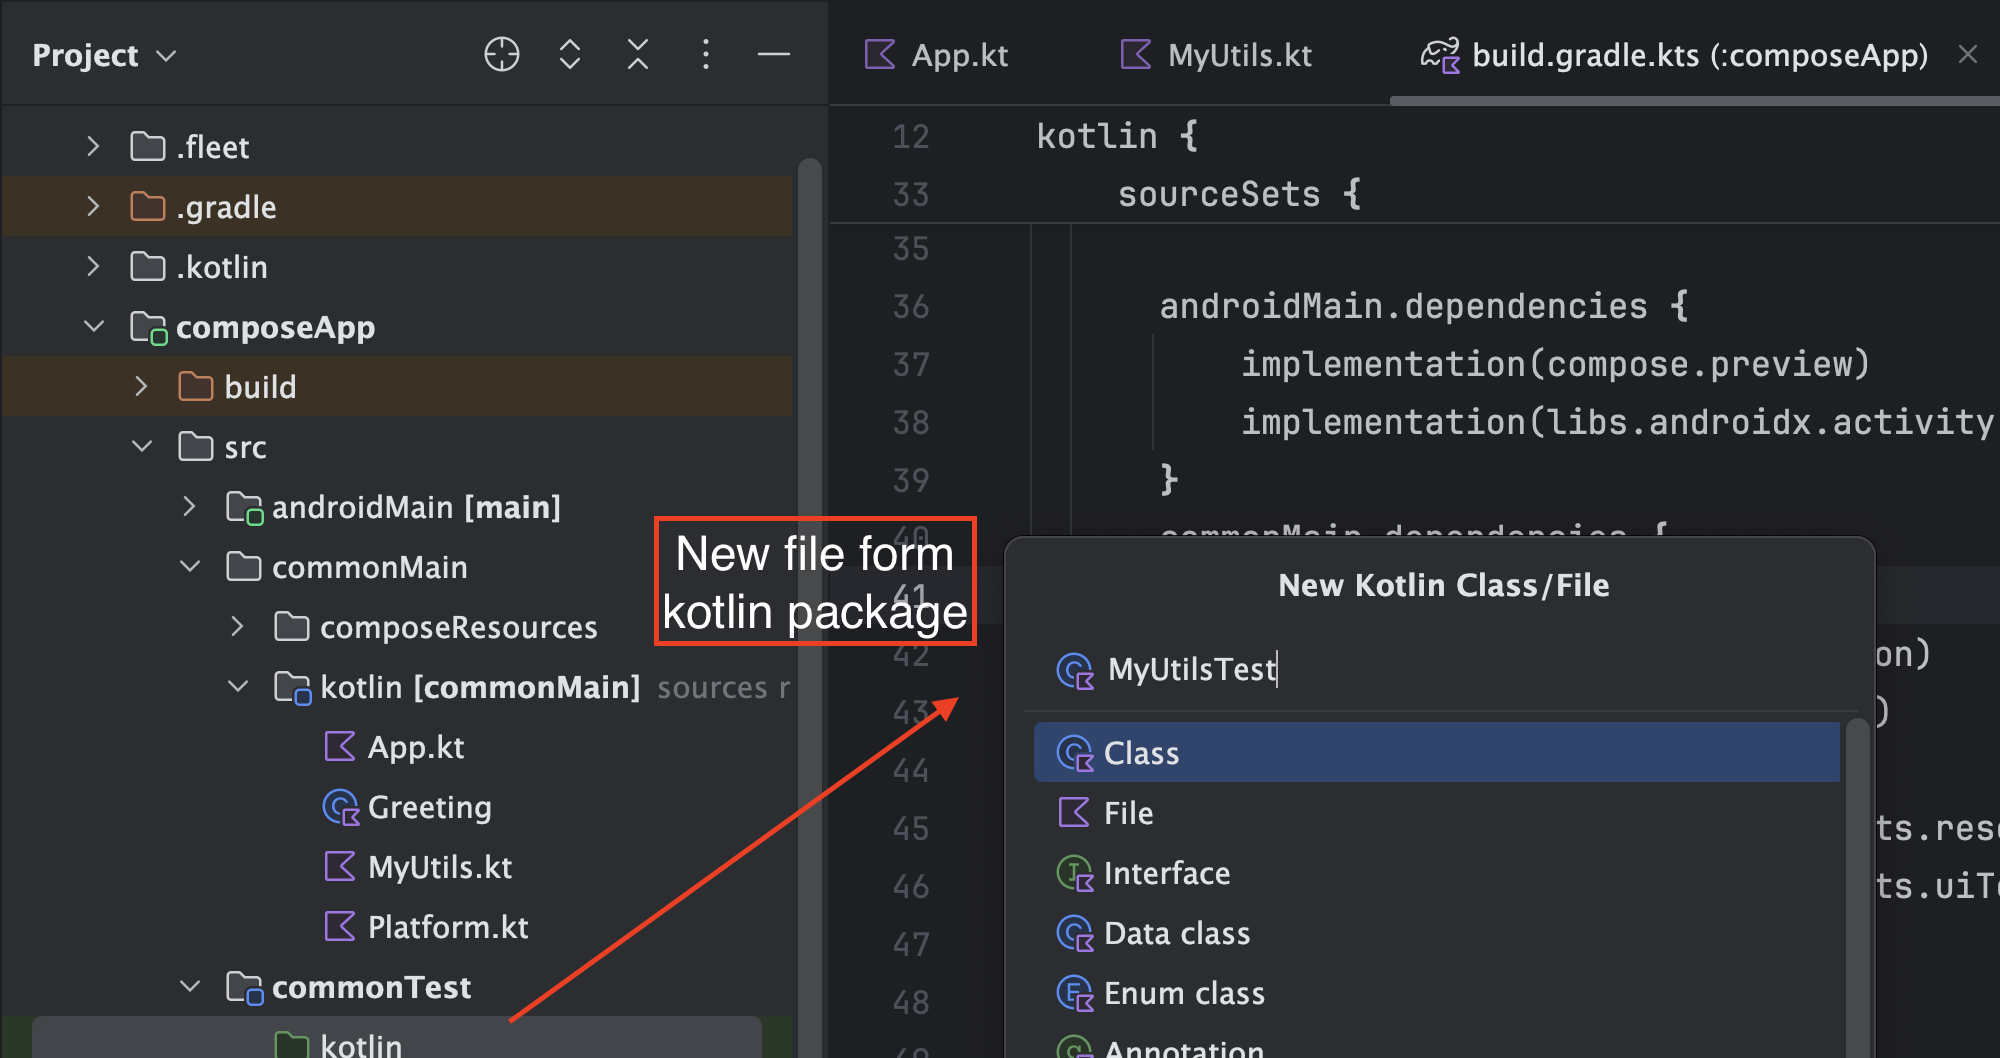 Project
App.kt
MyUtils.kt
build.gradle.kts (:composeApp)
.fleet
.gradle
.kotlin
composeApp
build
src
androidMain [main]
commonMain
composeResources
kotlin [commonMain] sources r
App.kt
Greeting
MyUtils.kt
Platform.kt
commonTest
kotlin
12 kotlin {
33 sourceSets {
35
36 androidMain.dependencies {
37 implementation(compose.preview)
38 implementation(libs.androidx.activity
39 }
40 commonMain.dependencies {
41
42 on)
43 )
44
45 ts.res
46 ts.uiT
47
48
49
New file form
kotlin package
New Kotlin Class/File
MyUtilsTest
Class
File
Interface
Data class
Enum class
Annotation